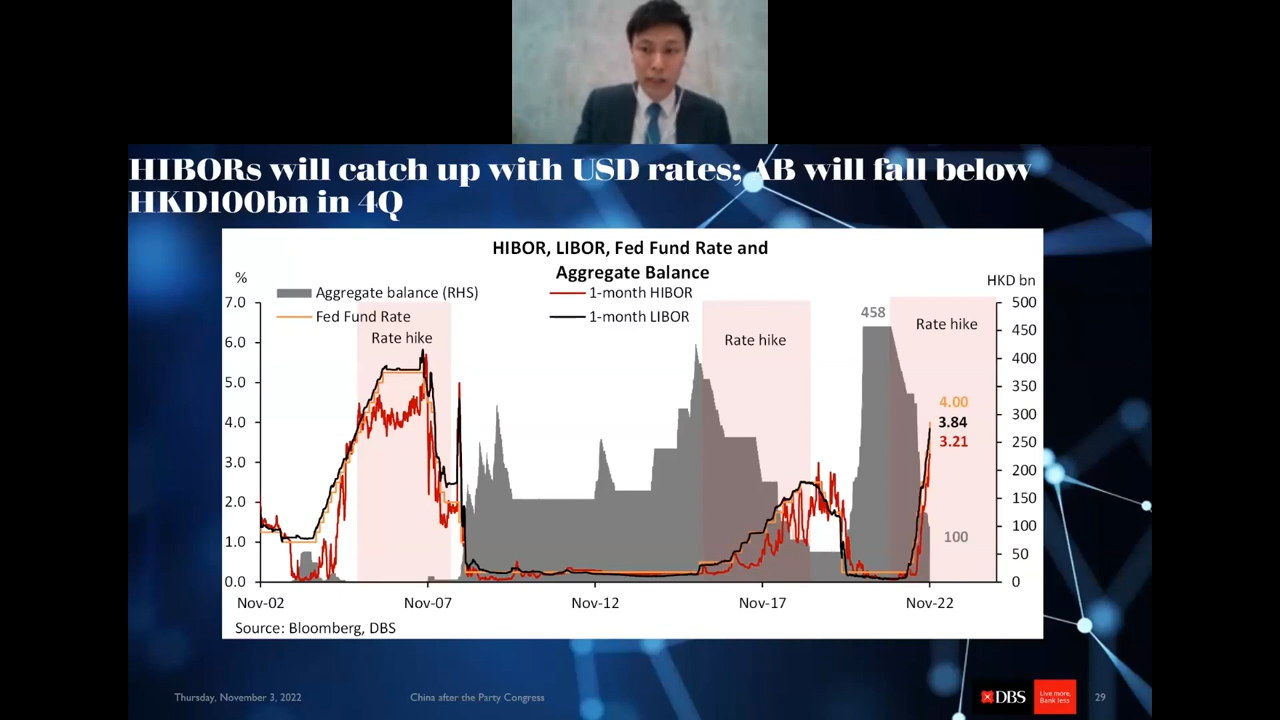 HIBORs will catch up with USD rates; AB will fall below
HKD100bn in 4Q
HIBOR, LIBOR, Fed Fund Rate and
Aggregate Balance
%
HKD bn
Aggregate balance (RHS)
1-month HIBOR
Fed Fund Rate
1-month LIBOR
7.0
6.0
5.0
4.0
3.0
2.0
1.0
0.0
Rate hike
Rate hike
458
Rate hike
4.00
3.84
3.21
100
500
450
400
350
300
250
200
150
100
50
0
Nov-02
Nov-07
Nov-12
Nov-17
Nov-22
Source: Bloomberg, DBS
Thursday, November 3, 2022
China after the Party Congress
DBS
Live more,
Bank less
29